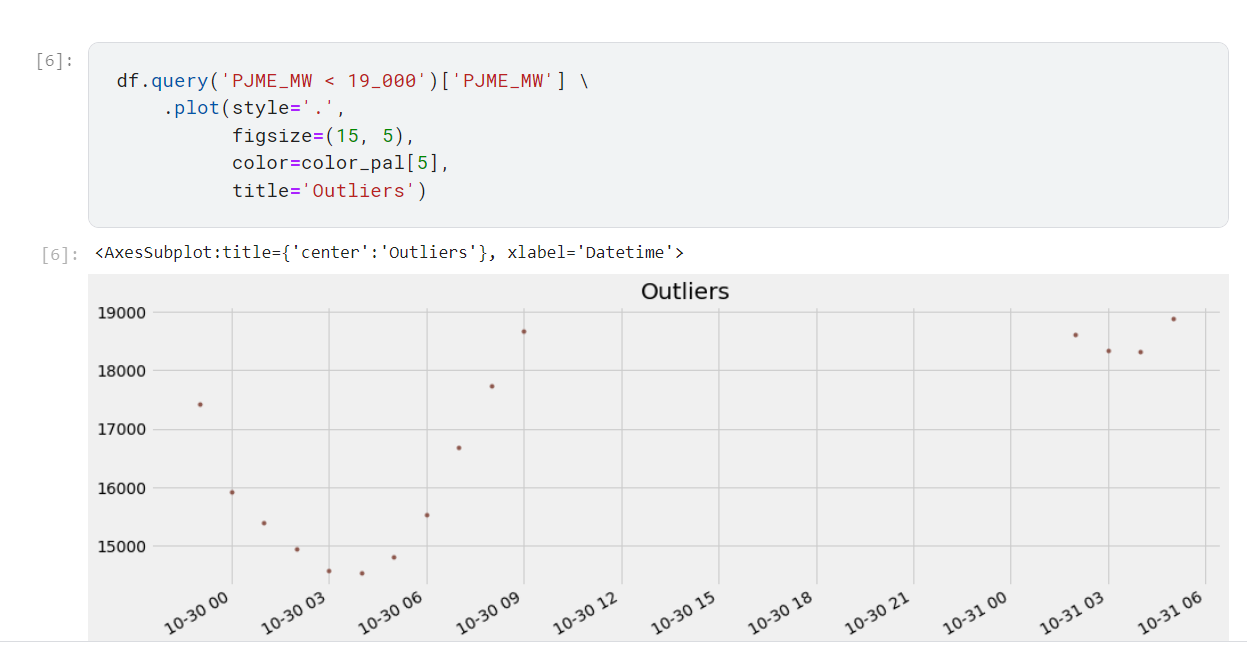 [6]:
df.query('PJME_MW < 19_000')['PJME_MW'] \
    .plot(style='.',
          figsize=(15, 5),
          color=color_pal[5],
          title='Outliers')
[6]: <AxesSubplot:title={'center':'Outliers'}, xlabel='Datetime'>
Outliers
19000
18000
17000
16000
15000
10-30 00 10-30 03 10-30 06 10-30 09 10-30 12 10-30 15 10-30 18 10-30 21 10-31 00 10-31 03 10-31 06